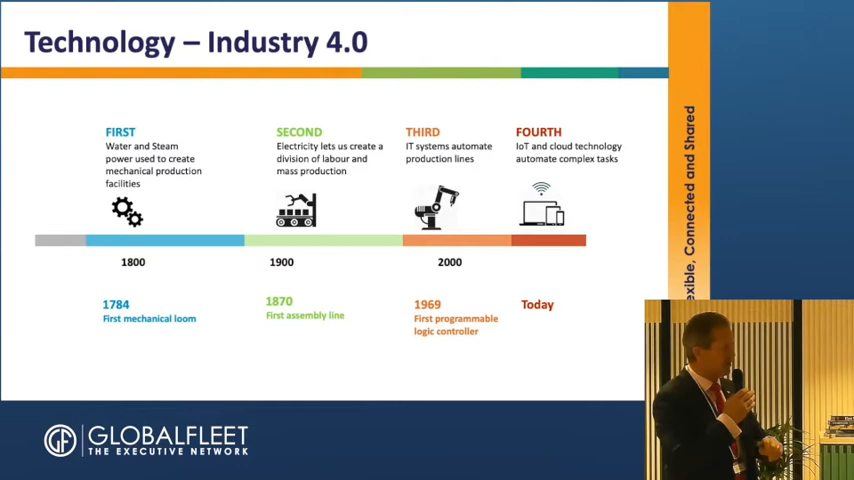 Technology – Industry 4.0
FIRST
Water and Steam
power used to create
mechanical production
facilities
SECOND
Electricity lets us create a
division of labour and
mass production
THIRD
IT systems automate
production lines
FOURTH
IoT and cloud technology
automate complex tasks
1800
1900
2000
1784
First mechanical loom
1870
First assembly line
1969
First programmable
logic controller
Today
exible, Connected and Shared
GF
GLOBALFLEET
THE EXECUTIVE NETWORK